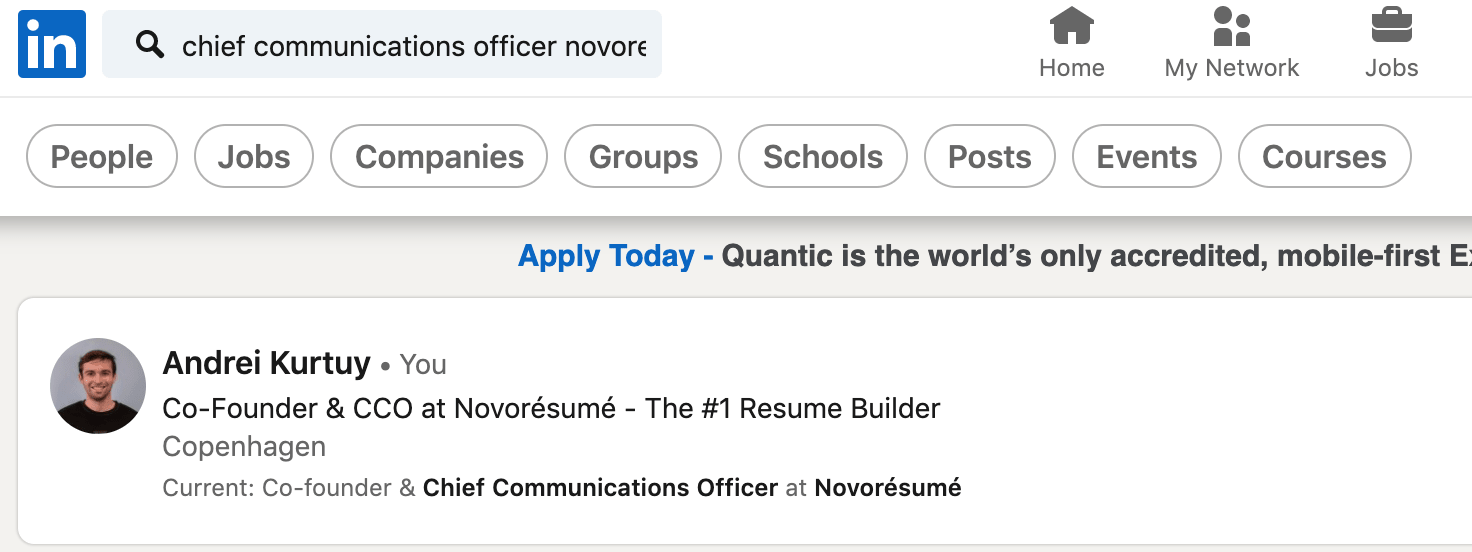 in
chief communications officer novore
Home
My Network
Jobs
People
Jobs
Companies
Groups
Schools
Posts
Events
Courses
Apply Today - Quantic is the world’s only accredited, mobile-first
Andrei Kurtuy • You
Co-Founder & CCO at Novorésumé - The #1 Resume Builder
Copenhagen
Current: Co-founder & Chief Communications Officer at Novorésumé